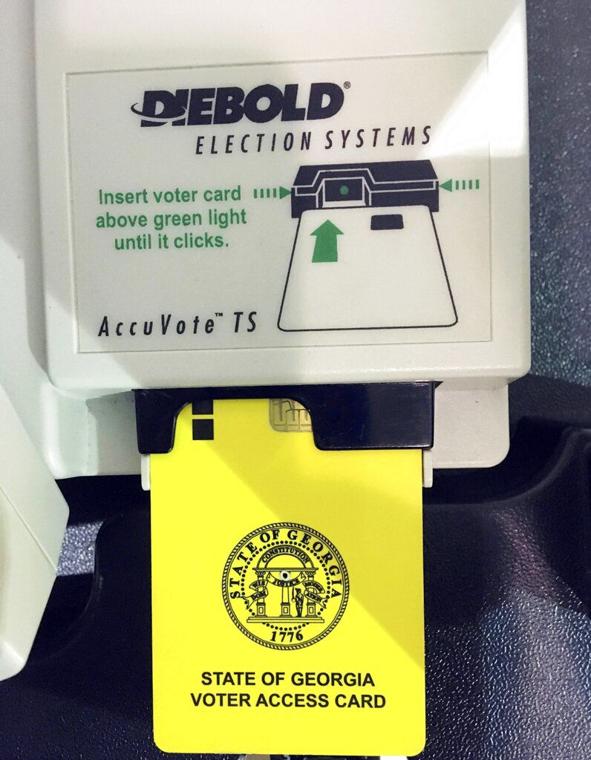 DIEBOLD®
ELECTION SYSTEMS
Insert voter card
above green light
until it clicks.
AccuVote™ TS
STATE OF GEORGIA
CONSTITUTION
1776
STATE OF GEORGIA
VOTER ACCESS CARD